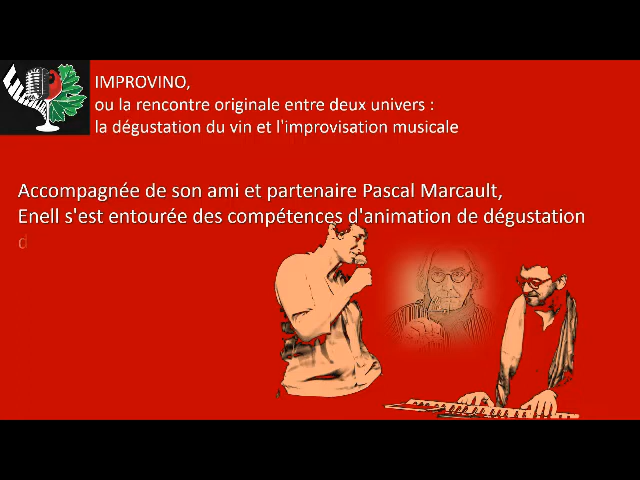 IMPROVINO,
ou la rencontre originale entre deux univers :
la dégustation du vin et l'improvisation musicale
Accompagnée de son ami et partenaire Pascal Marcault,
Enell s'est entourée des compétences d'animation de dégustation
d